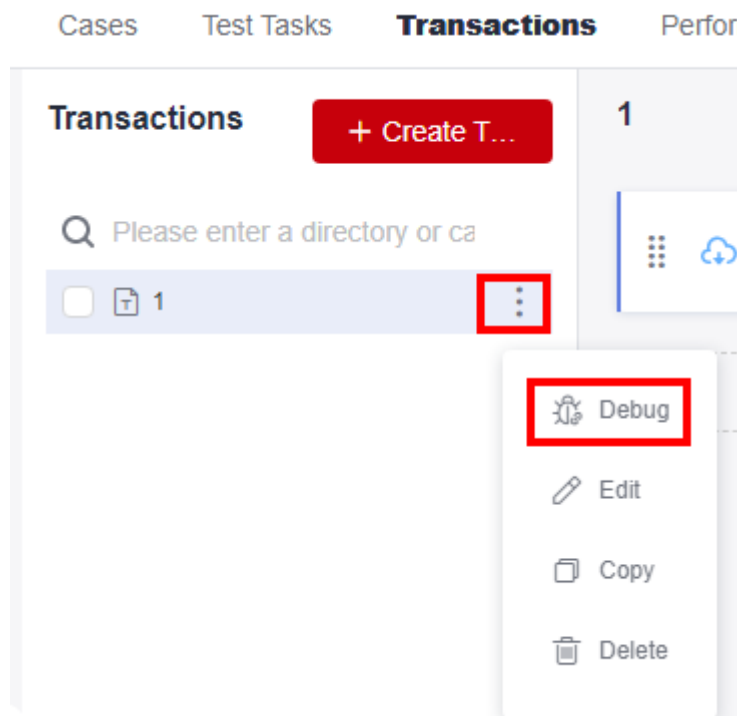 Cases Test Tasks Transactions Perfor
Transactions
+ Create T...
1
Please enter a directory or ca
1
Debug
Edit
Copy
Delete